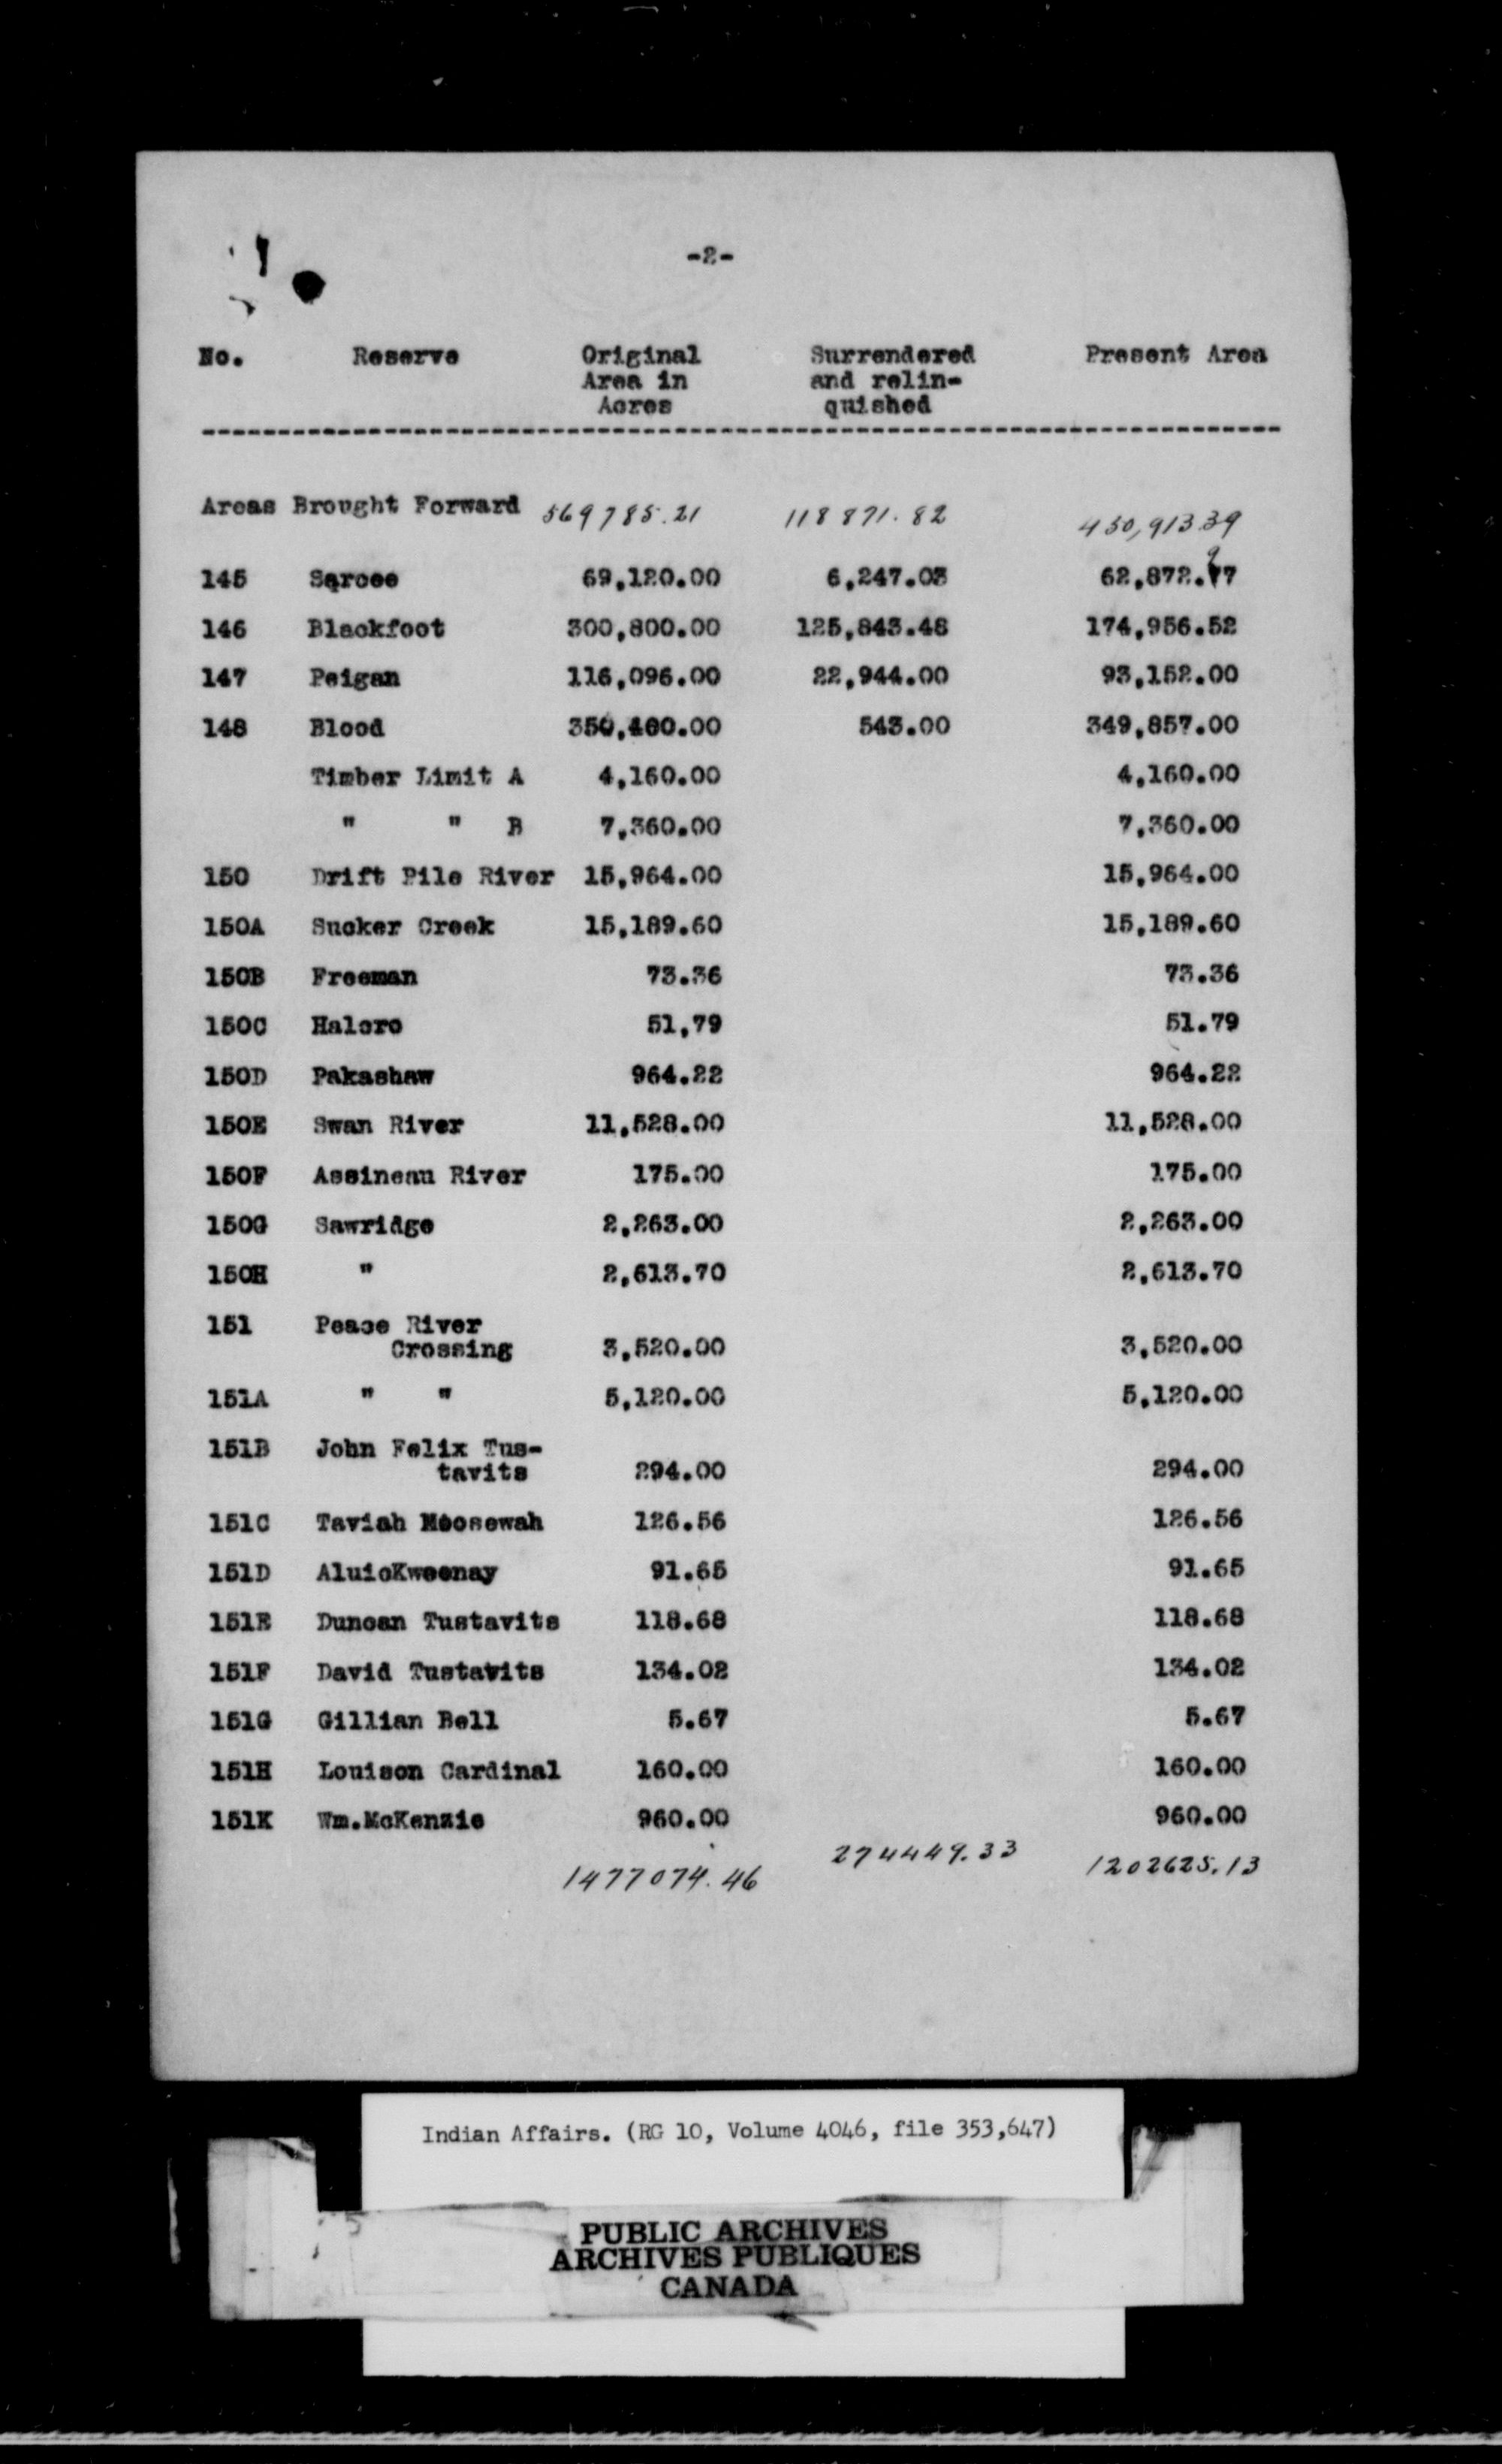 -2-
No. Reserve Original Surrendered Present Area
Area in and relin-
Acres quished
Areas Brought Forward 569785.21 118871.82 450,913.39
145 Sarcee 69,120.00 6,247.03 62,872.97
146 Blackfoot 300,800.00 125,843.48 174,956.52
147 Peigan 116,096.00 22,944.00 93,152.00
148 Blood 350,400.00 543.00 349,857.00
Timber Limit A 4,160.00 4,160.00
" " B 7,360.00 7,360.00
150 Drift Pile River 15,964.00 15,964.00
150A Sucker Creek 15,189.60 15,189.60
150B Freeman 73.36 73.36
150C Halcro 51,79 51.79
150D Pakashaw 964.22 964.22
150E Swan River 11,528.00 11,528.00
150F Assineau River 175.00 175.00
150G Sawridge 2,263.00 2,263.00
150H " 2,613.70 2,613.70
151 Peace River
Crossing 3,520.00 3,520.00
151A " " 5,120.00 5,120.00
151B John Felix Tus-
tavits 294.00 294.00
151C Taviah Moosewah 126.56 126.56
151D AluicKweenay 91.65 91.65
151E Duncan Tustavits 118.68 118.68
151F David Tustavits 134.02 134.02
151G Gillian Bell 5.67 5.67
151H Louison Cardinal 160.00 160.00
151K Wm.McKenzie 960.00 960.00
1477074.46 274449.33 1202625.13
Indian Affairs. (RG 10, Volume 4046, file 353,647)
PUBLIC ARCHIVES
ARCHIVES PUBLIQUES
CANADA